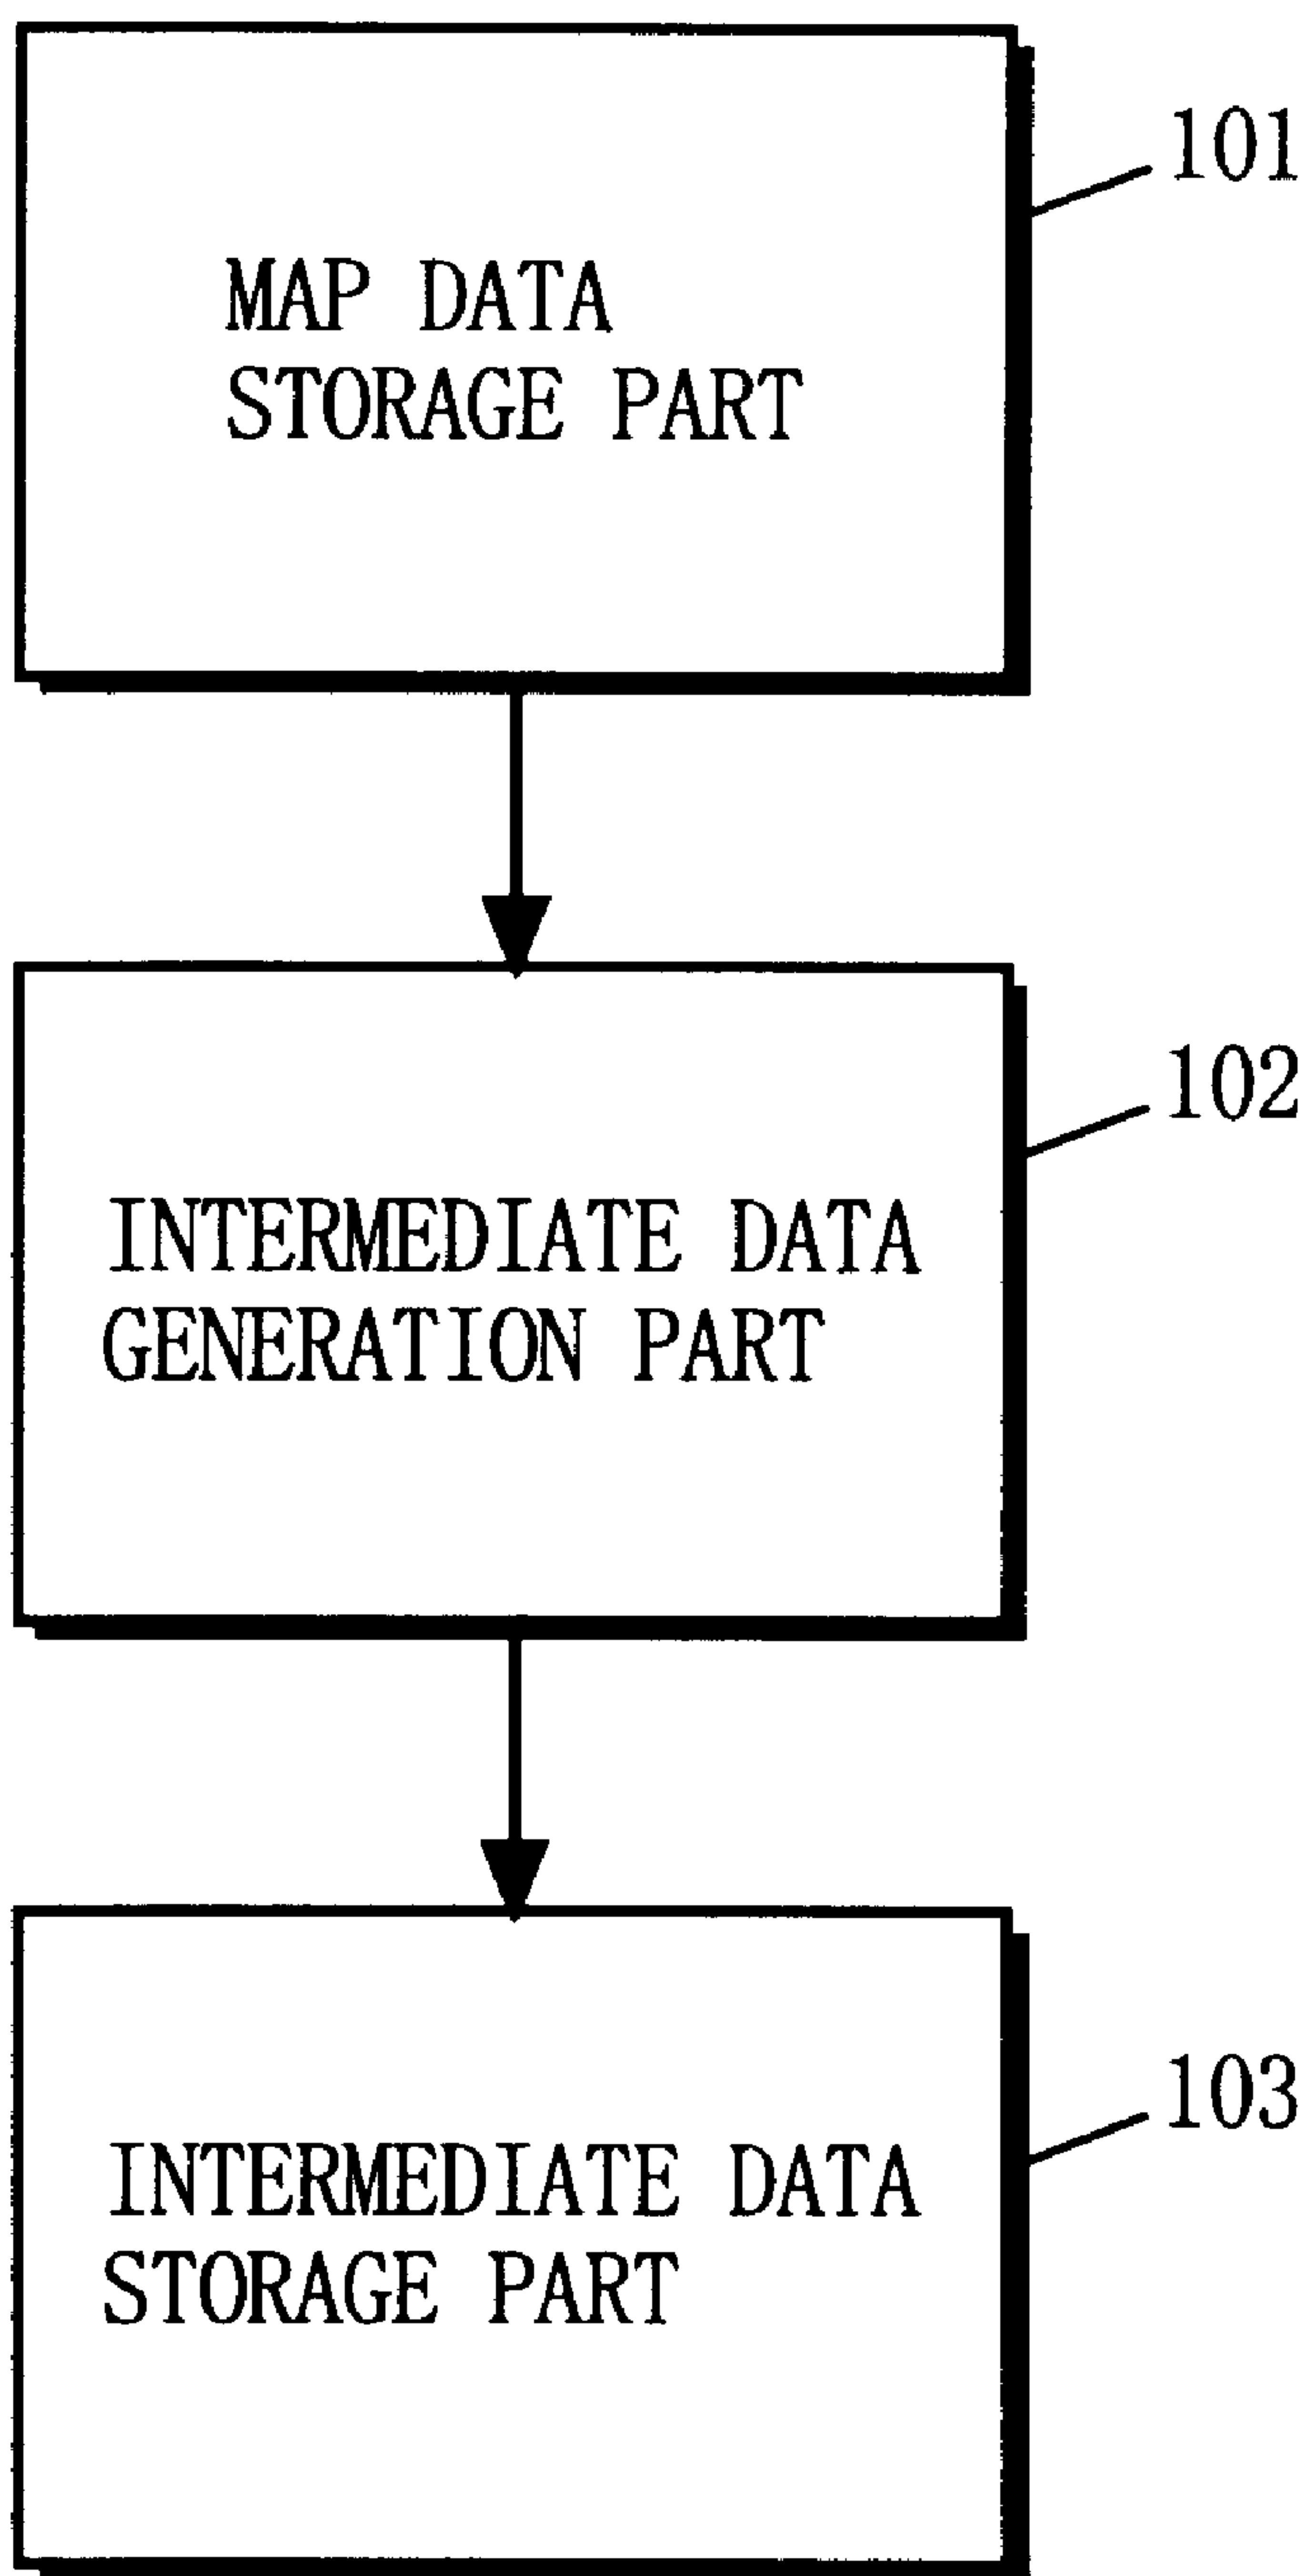 101
MAP DATA
STORAGE PART
102
INTERMEDIATE DATA
GENERATION PART
103
INTERMEDIATE DATA
STORAGE PART